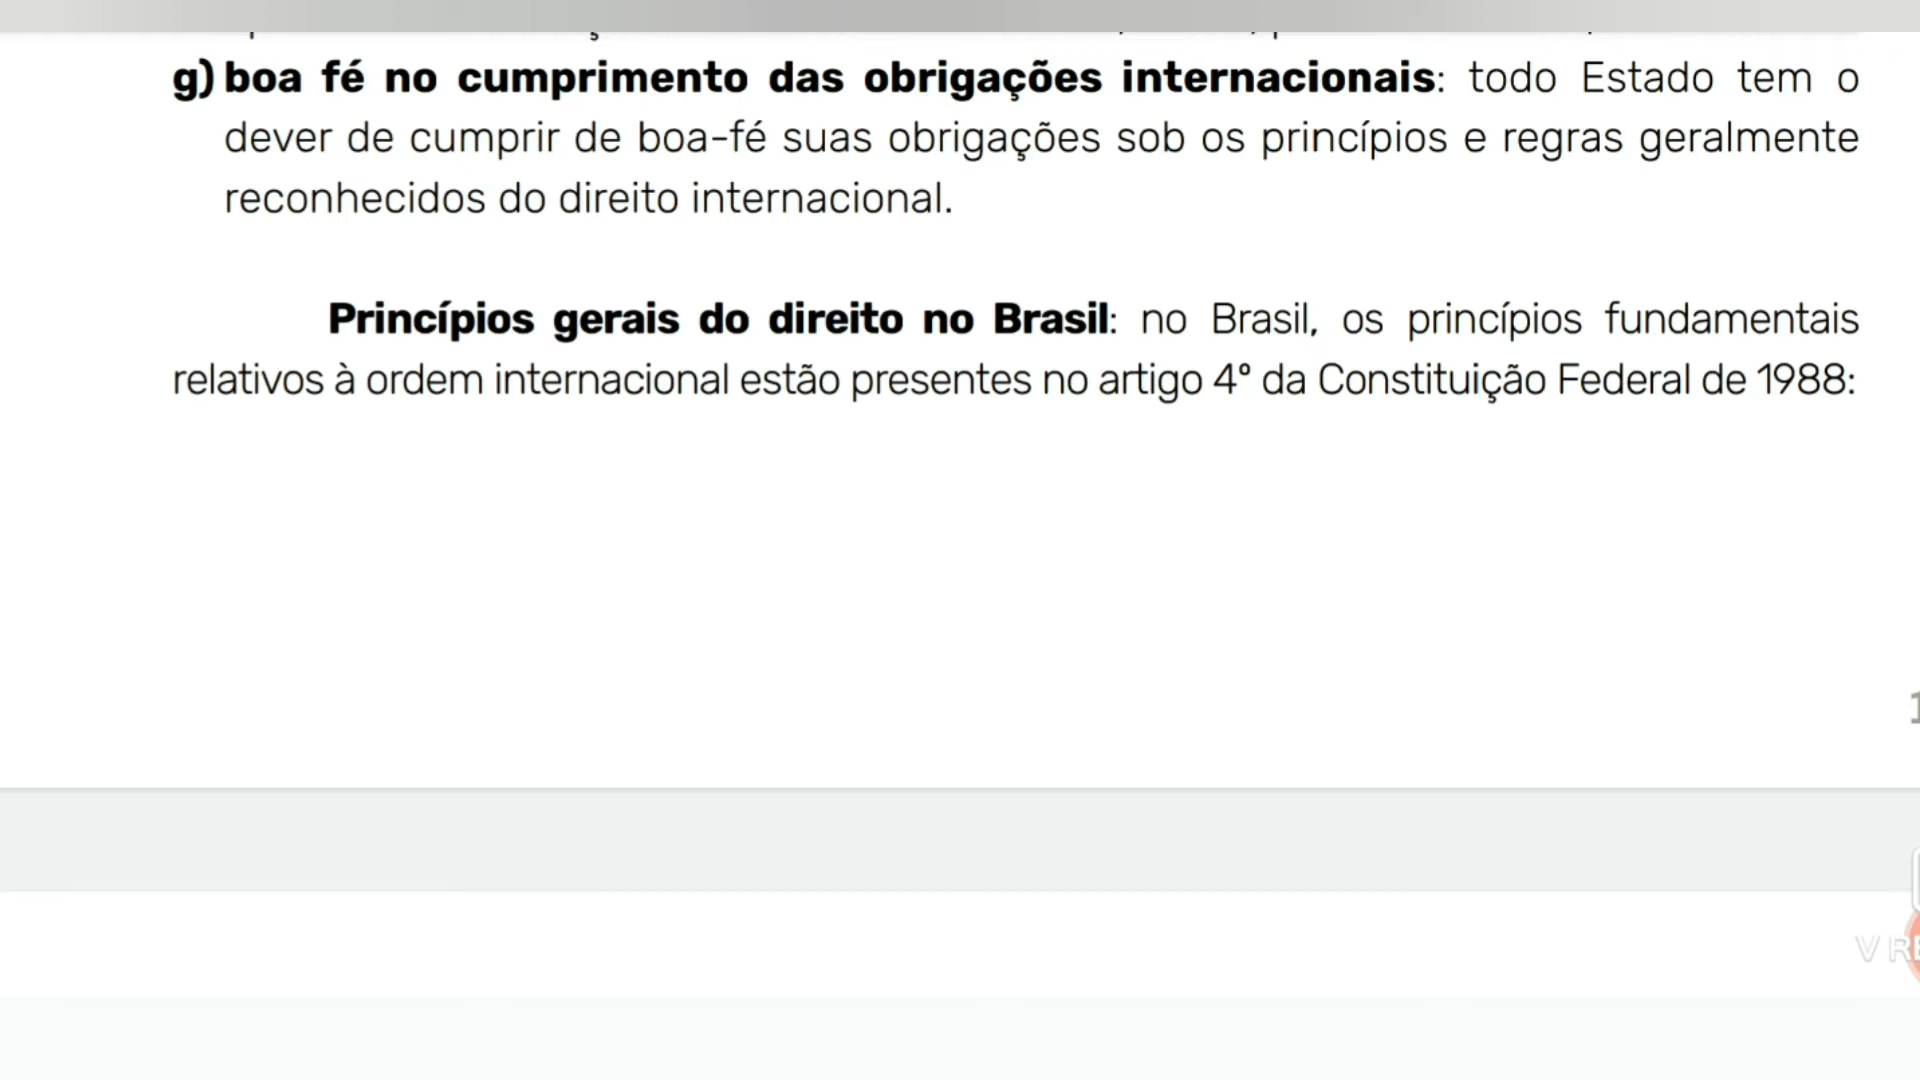 g) boa fé no cumprimento das obrigações internacionais: todo Estado tem o
dever de cumprir de boa-fé suas obrigações sob os princípios e regras geralmente
reconhecidos do direito internacional.
Princípios gerais do direito no Brasil: no Brasil, os princípios fundamentais
relativos à ordem internacional estão presentes no artigo 4º da Constituição Federal de 1988: